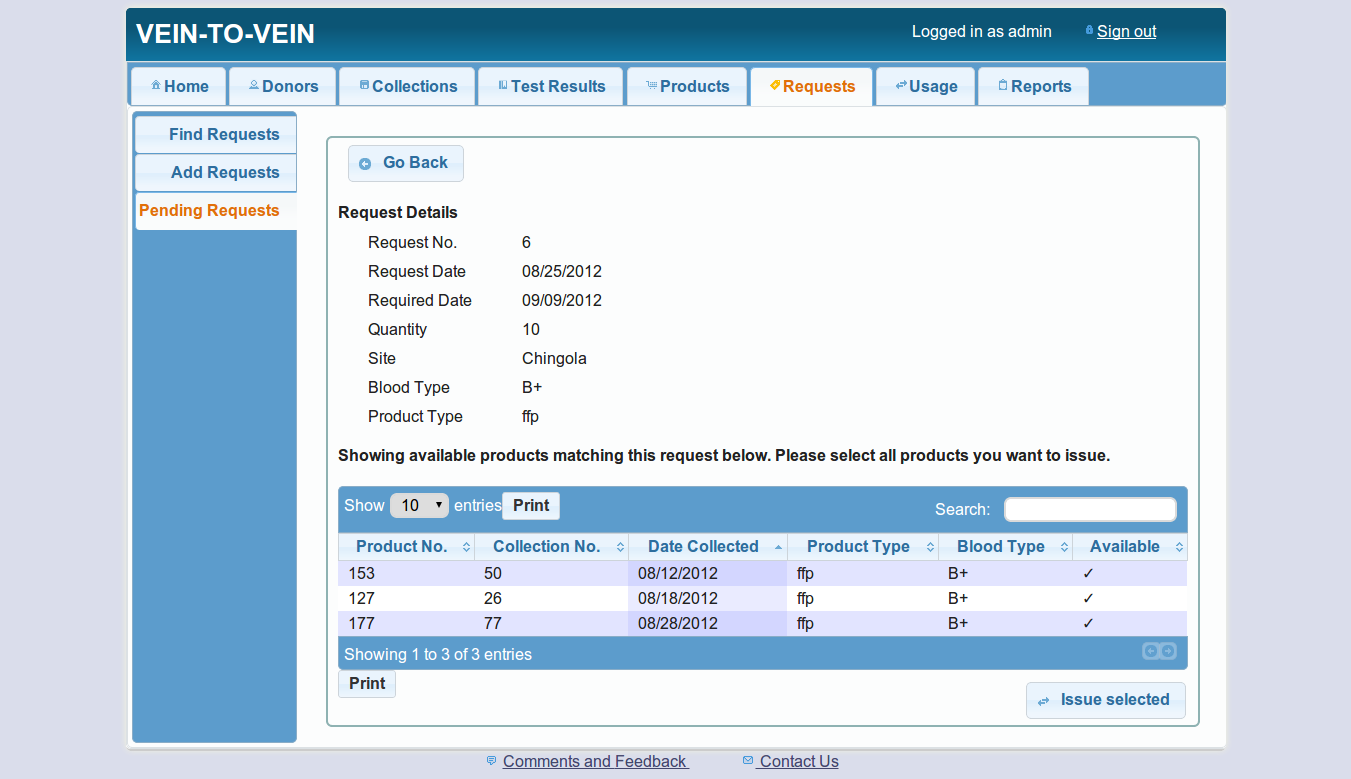 VEIN-TO-VEIN
Logged in as admin Sign out
Home Donors Collections Test Results Products Requests Usage Reports
Find Requests
Add Requests
Pending Requests
Go Back
Request Details
Request No. 6
Request Date 08/25/2012
Required Date 09/09/2012
Quantity 10
Site Chingola
Blood Type B+
Product Type ffp
Showing available products matching this request below. Please select all products you want to issue.
Show 10 entries Print Search:
Product No. Collection No. Date Collected Product Type Blood Type Available
153 50 08/12/2012 ffp B+ ✓
127 26 08/18/2012 ffp B+ ✓
177 77 08/28/2012 ffp B+ ✓
Showing 1 to 3 of 3 entries
Print
Issue selected
Comments and Feedback Contact Us